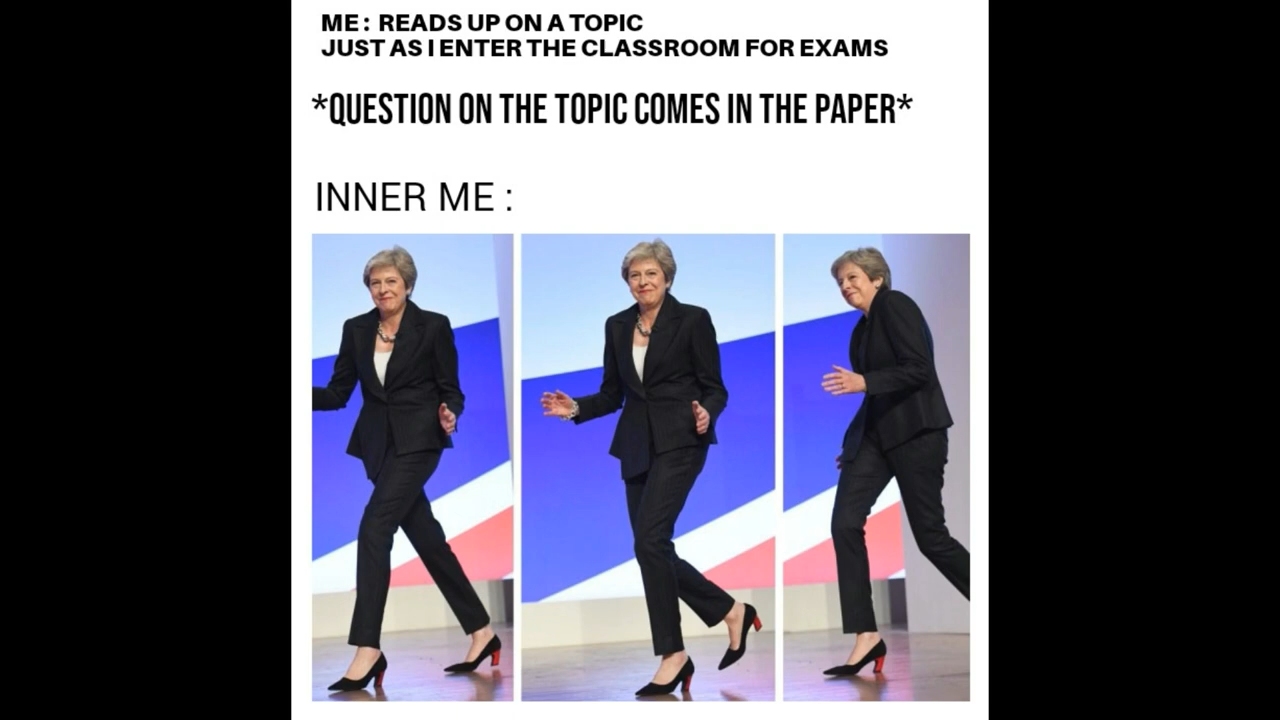 ME : READS UP ON A TOPIC
JUST AS I ENTER THE CLASSROOM FOR EXAMS
*QUESTION ON THE TOPIC COMES IN THE PAPER*
INNER ME :